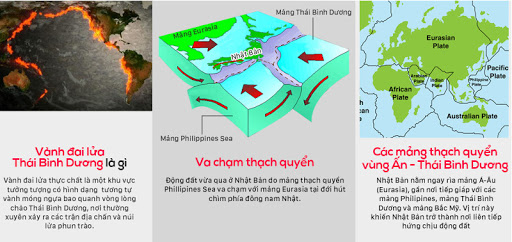 Vành đai lửa
Thái Bình Dương là gì
Vành đai lửa thực chất là một khu vực
tưởng tượng có hình dạng tương tự
vành móng ngựa bao quanh vòng lòng
chảo Thái Bình Dương, nơi thường
xuyên xảy ra các trận địa chấn và núi
lửa phun trào.
Mảng Eurasia
Mảng Thái Bình Dương
Nhật Bản
Mảng Philippines Sea
Va chạm thạch quyển
Động đất vừa qua ở Nhật Bản do mảng thạch quyển
Phillipines Sea va chạm với mảng Eurasia tại đới hút
chìm phía đông nam Nhật.
Eurasian
Plate
Pacific
Plate
Arabian
Plate
Indian
Plate
Philippine
Plate
African
Plate
Australian Plate
Các mảng thạch quyển
vùng Ấn - Thái Bình Dương
Nhật Bản nằm ngay rìa mảng Á-Âu
(Eurasia), gần nơi tiếp giáp với các
mảng Philipines, mảng Thái Bình
Dương và mảng Bắc Mỹ. Vị trí này
khiến Nhật Bản trở thành nơi liên tiếp
hứng chịu động đất